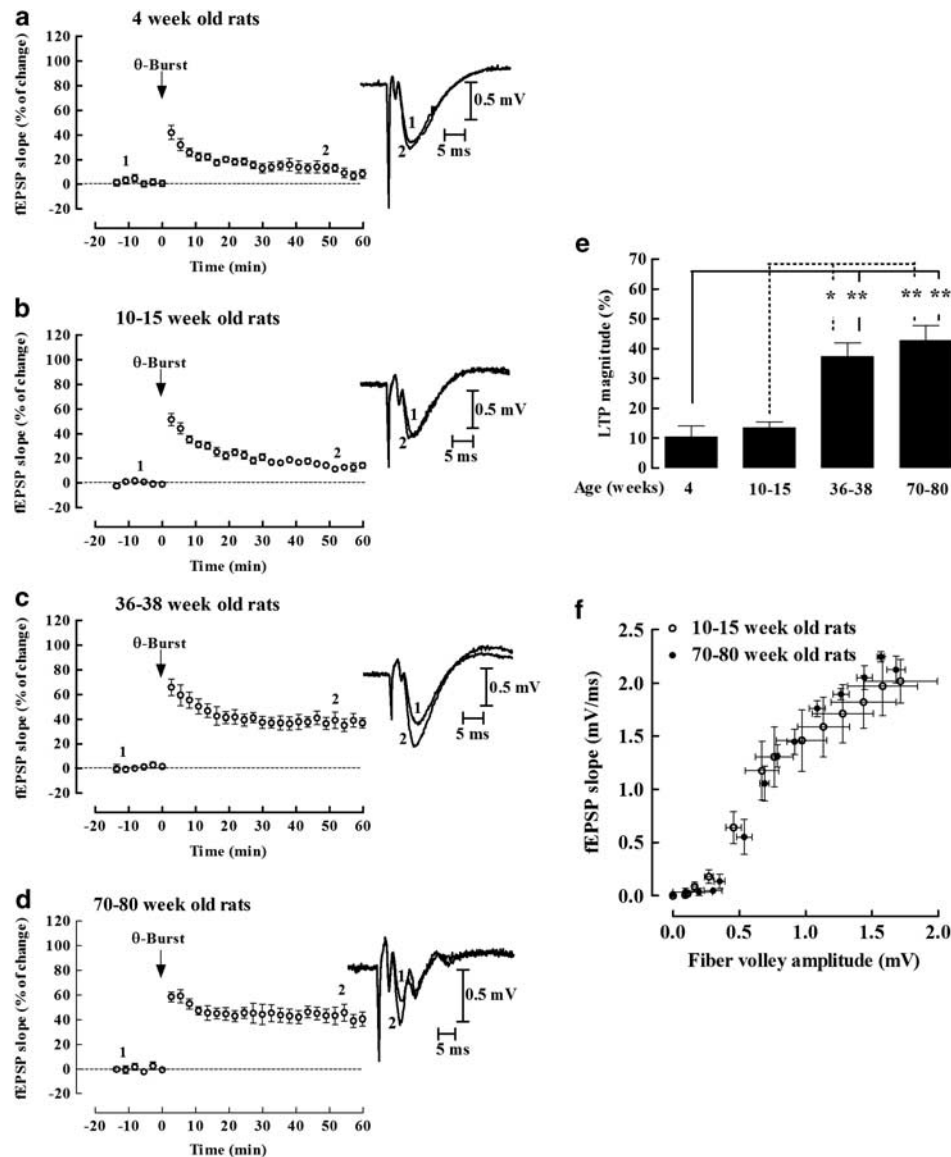 a
4 week old rats
fEPSP slope (% of change)
120
100
80
60
40
20
0
-20
θ-Burst
1
2
1
2
0.5 mV
5 ms
-20 -10 0 10 20 30 40 50 60
Time (min)
b
10-15 week old rats
fEPSP slope (% of change)
120
100
80
60
40
20
0
-20
θ-Burst
1
2
1
2
0.5 mV
5 ms
-20 -10 0 10 20 30 40 50 60
Time (min)
c
36-38 week old rats
fEPSP slope (% of change)
120
100
80
60
40
20
0
-20
θ-Burst
1
2
1
2
0.5 mV
5 ms
-20 -10 0 10 20 30 40 50 60
Time (min)
d
70-80 week old rats
fEPSP slope (% of change)
120
100
80
60
40
20
0
-20
θ-Burst
1
2
1
2
0.5 mV
5 ms
-20 -10 0 10 20 30 40 50 60
Time (min)
e
LTP magnitude (%)
70
60
50
40
30
20
10
0
* ** ** **
Age (weeks) 4 10-15 36-38 70-80
f
10-15 week old rats
70-80 week old rats
fEPSP slope (mV/ms)
2.5
2.0
1.5
1.0
0.5
0.0
0.0 0.5 1.0 1.5 2.0
Fiber volley amplitude (mV)